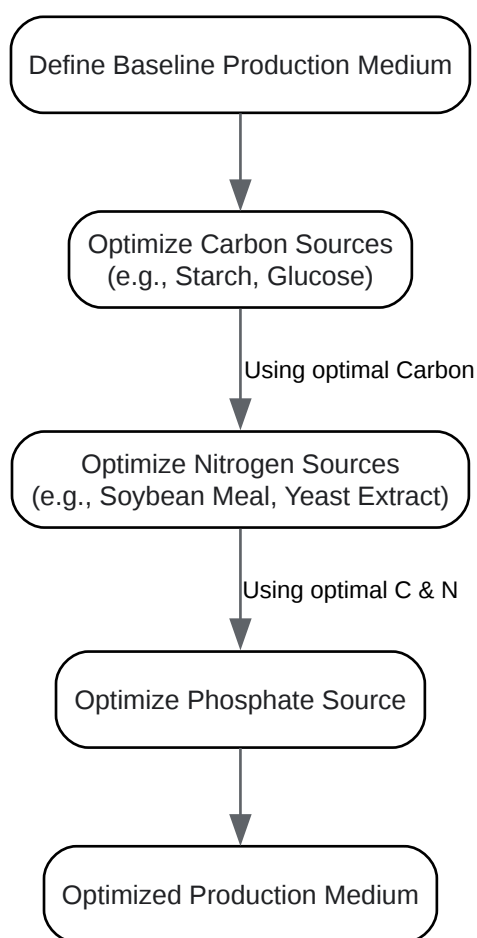 Define Baseline Production Medium
Optimize Carbon Sources
(e.g., Starch, Glucose)
Using optimal Carbon
Optimize Nitrogen Sources
(e.g., Soybean Meal, Yeast Extract)
Using optimal C & N
Optimize Phosphate Source
Optimized Production Medium